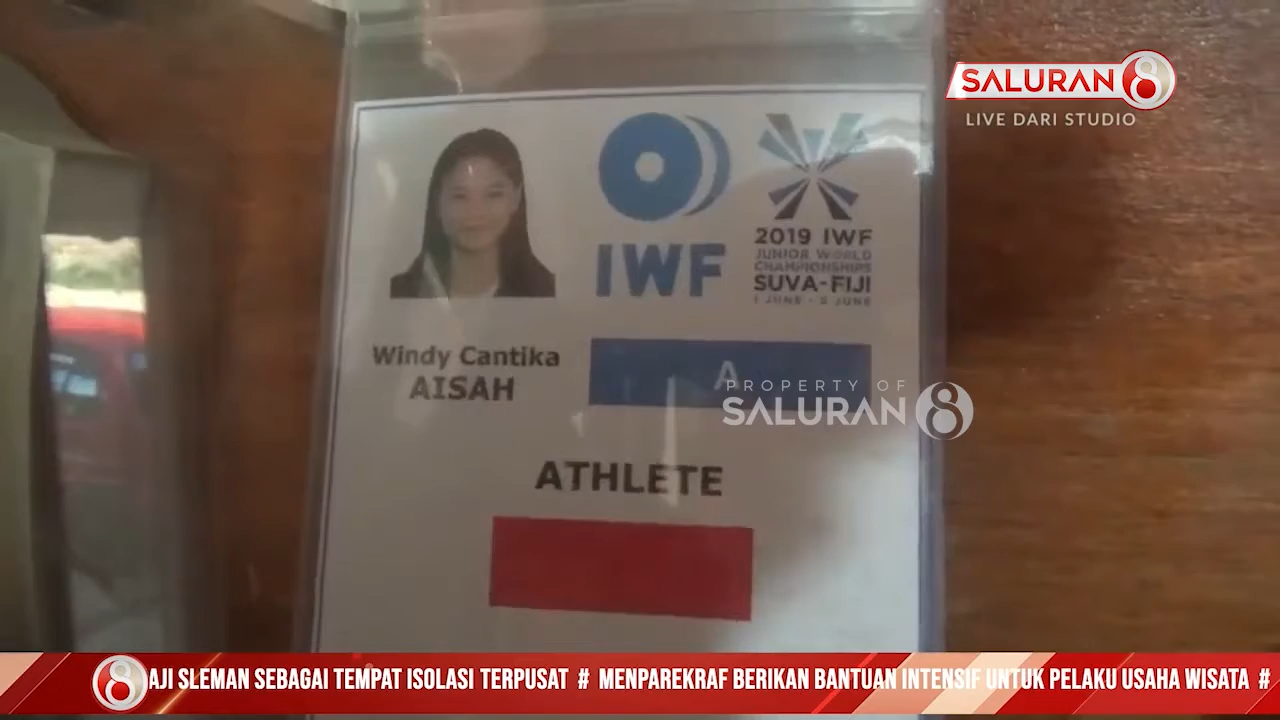 SALURAN 8
LIVE DARI STUDIO
IWF
2019 IWF
JUNIOR WORLD
CHAMPIONSHIPS
SUVA-FIJI
Windy Cantika
AISAH
A
PROPERTY OF
SALURAN 8
ATHLETE
8 AJI SLEMAN SEBAGAI TEMPAT ISOLASI TERPUSAT # MENPAREKRAF BERIKAN BANTUAN INTENSIF UNTUK PELAKU USAHA WISATA #